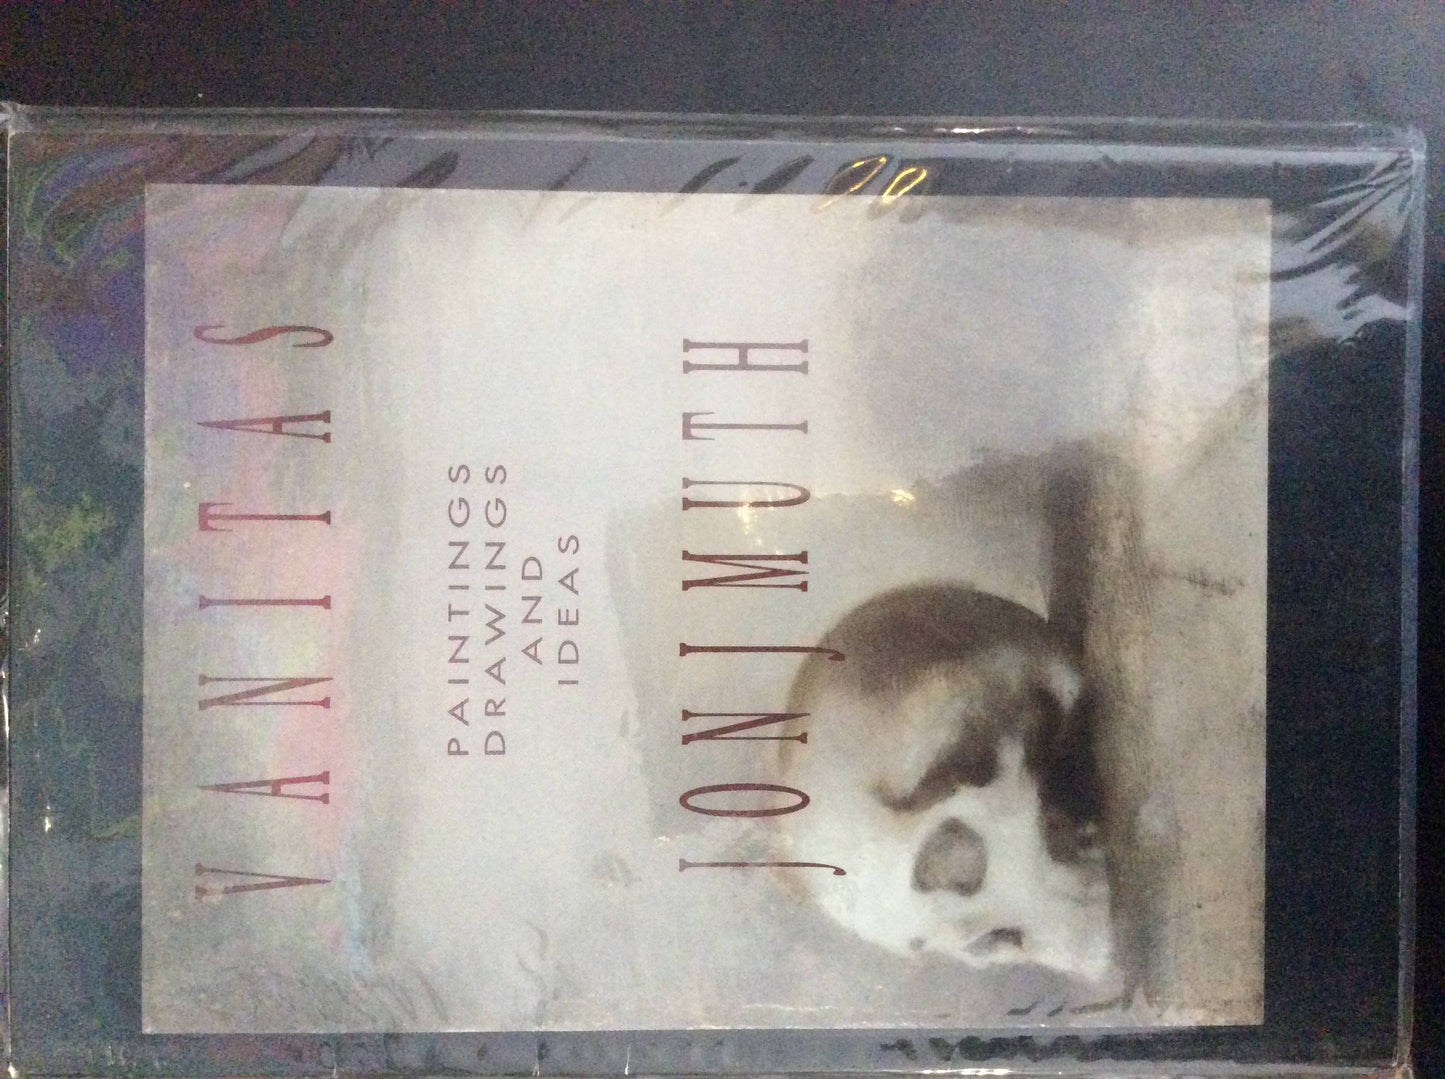 VANITAS
PAINTINGS
DRAWINGS
AND
IDEAS
JON J MUTH